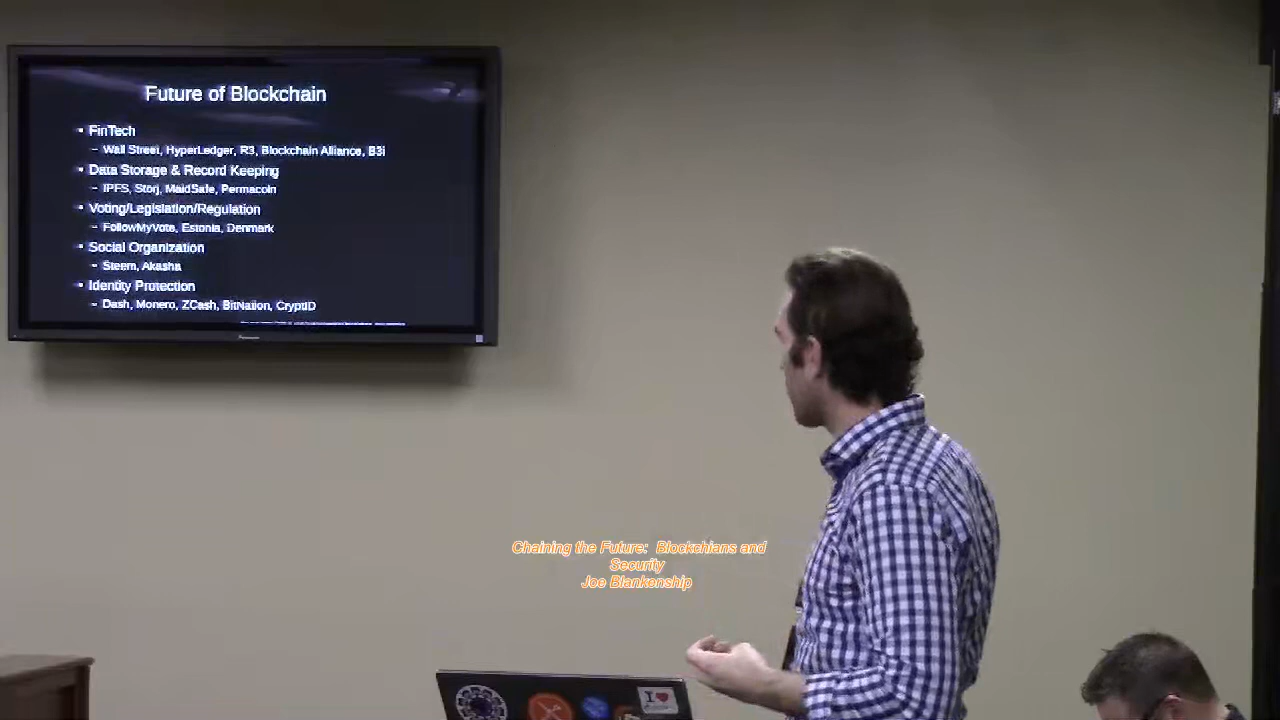 Future of Blockchain
• FinTech
– Wall Street, HyperLedger, R3, Blockchain Alliance, B3i
• Data Storage & Record Keeping
– IPFS, Storj, MaidSafe, Permacoin
• Voting/Legislation/Regulation
– FollowMyVote, Estonia, Denmark
• Social Organization
– Steem, Akasha
• Identity Protection
– Dash, Monero, ZCash, BitNation, CryptID
Panasonic
Chaining the Future: Blockchians and
Security
Joe Blankenship
I ♥